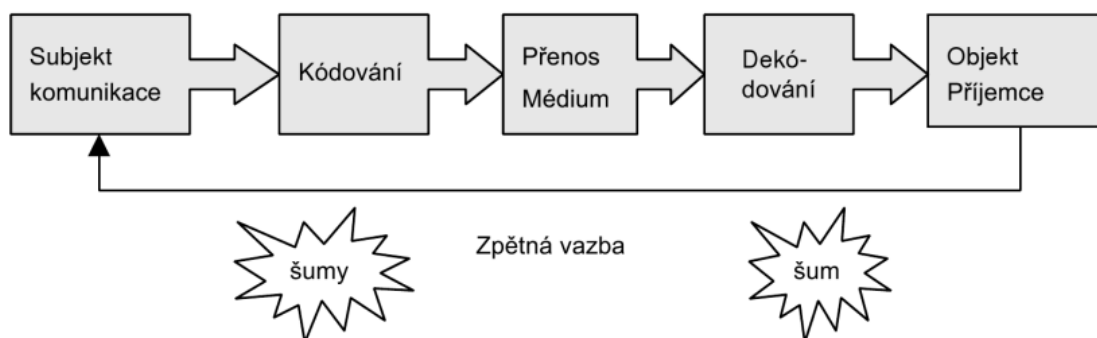 Subjekt
komunikace
Kódování
Přenos
Médium
Dekó-
dování
Objekt
Příjemce
Zpětná vazba
šumy
šum